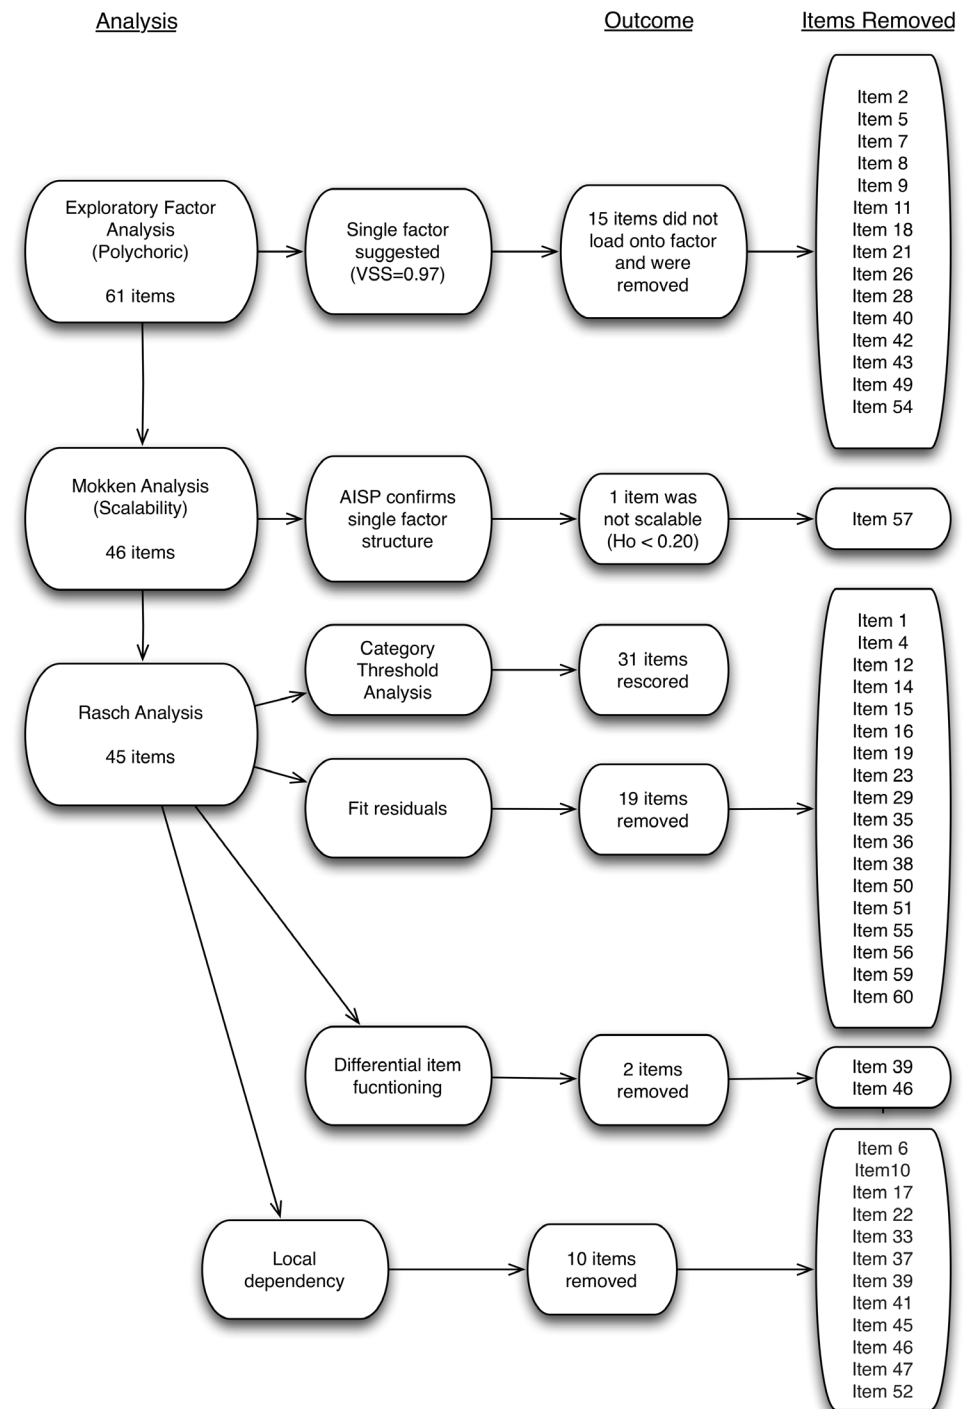 Analysis
Outcome
Items Removed
Exploratory Factor
Analysis
(Polychoric)
61 items
Single factor
suggested
(VSS=0.97)
15 items did not
load onto factor
and were
removed
Item 2
Item 5
Item 7
Item 8
Item 9
Item 11
Item 18
Item 21
Item 26
Item 28
Item 40
Item 42
Item 43
Item 49
Item 54
Mokken Analysis
(Scalability)
46 items
AISP confirms
single factor
structure
1 item was
not scalable
(Ho < 0.20)
Item 57
Rasch Analysis
45 items
Category
Threshold
Analysis
31 items
rescored
Fit residuals
19 items
removed
Item 1
Item 4
Item 12
Item 14
Item 15
Item 16
Item 19
Item 23
Item 29
Item 35
Item 36
Item 38
Item 50
Item 51
Item 55
Item 56
Item 59
Item 60
Differential item
fucntioning
2 items
removed
Item 39
Item 46
Local
dependency
10 items
removed
Item 6
Item10
Item 17
Item 22
Item 33
Item 37
Item 39
Item 41
Item 45
Item 46
Item 47
Item 52